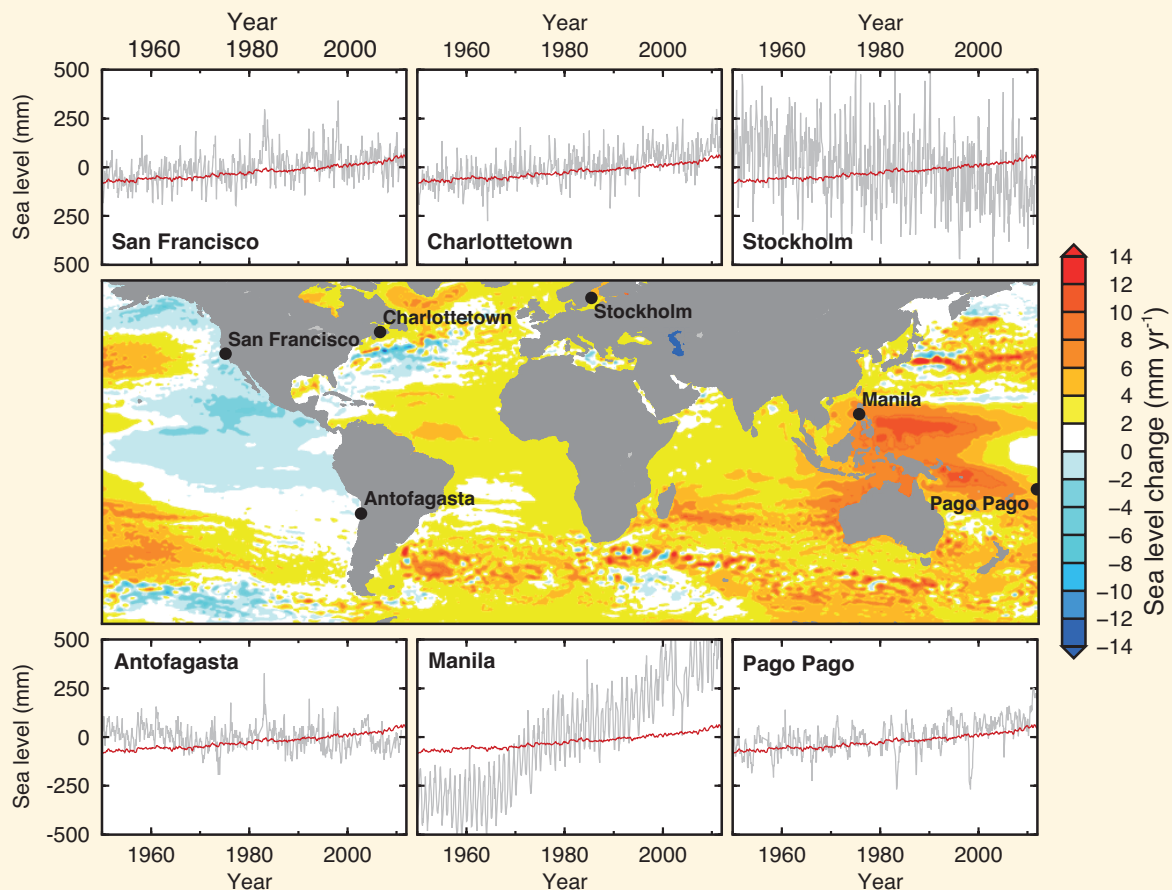 Year Year Year
1960 1980 2000 1960 1980 2000 1960 1980 2000
500
250
0
250
500
Sea level (mm)
San Francisco Charlottetown Stockholm
San Francisco
Charlottetown
Stockholm
Manila
Antofagasta
Pago Pago
14
12
10
8
6
4
2
0
−2
−4
−6
−8
−10
−12
−14
Sea level change (mm yr-1)
Antofagasta Manila Pago Pago
500
250
0
-250
-500
Sea level (mm)
1960 1980 2000 1960 1980 2000 1960 1980 2000
Year Year Year